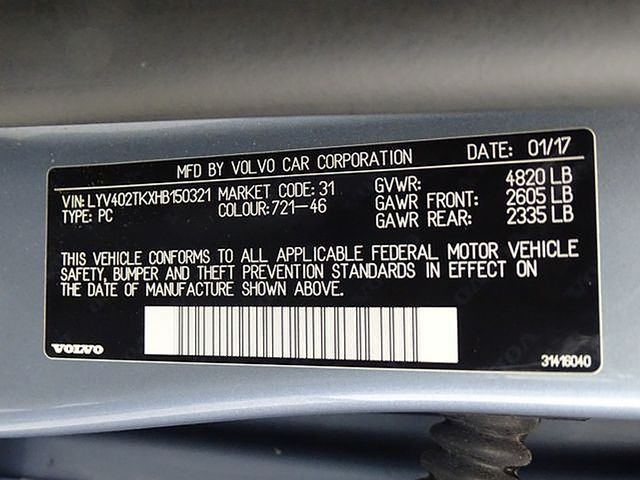 MFD BY VOLVO CAR CORPORATION DATE: 01/17
VIN: LYV402TKXHB150321 MARKET CODE: 31 GVWR: 4820 LB
TYPE: PC COLOUR: 721-46 GAWR FRONT: 2605 LB
GAWR REAR: 2335 LB
THIS VEHICLE CONFORMS TO ALL APPLICABLE FEDERAL MOTOR VEHICLE
SAFETY, BUMPER AND THEFT PREVENTION STANDARDS IN EFFECT ON
THE DATE OF MANUFACTURE SHOWN ABOVE.
VOLVO 31416040